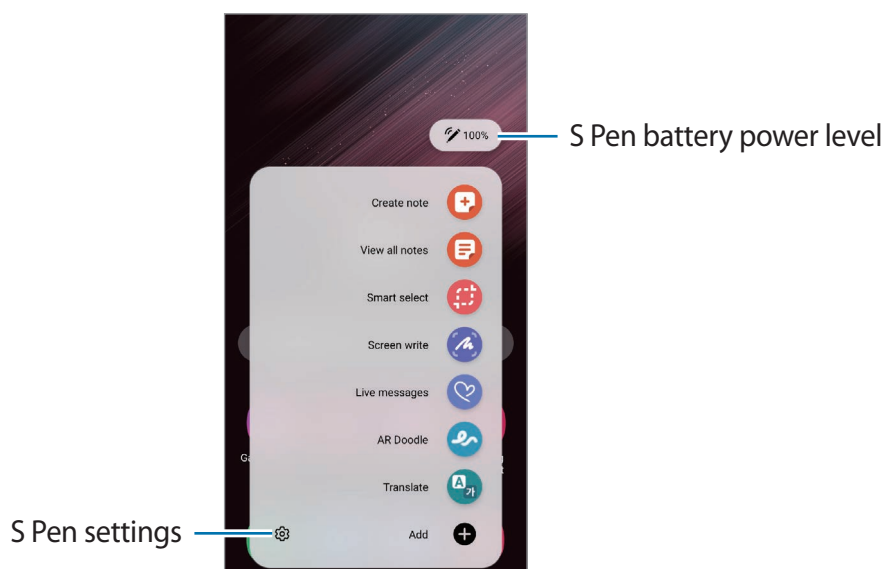 100%
S Pen battery power level
Create note
View all notes
Smart select
Screen write
Live messages
AR Doodle
Translate
A
가
S Pen settings
Add